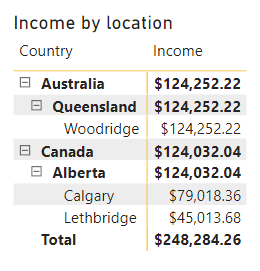 Income by location
Country Income
Australia $124,252.22
Queensland $124,252.22
Woodridge $124,252.22
Canada $124,032.04
Alberta $124,032.04
Calgary $79,018.36
Lethbridge $45,013.68
Total $248,284.26